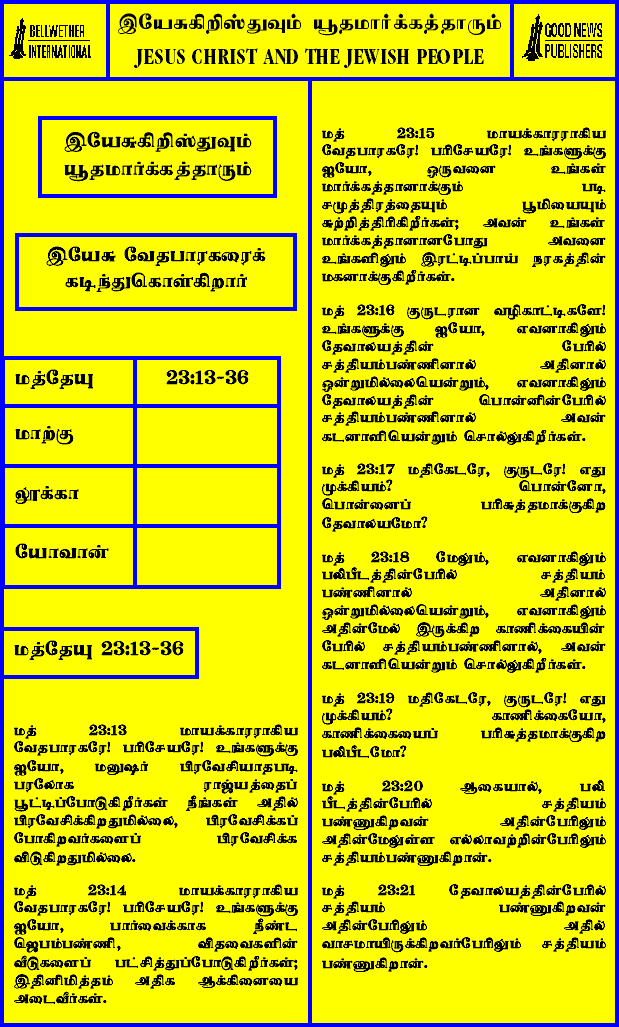 BELLWETHER
INTERNATIONAL
இயேசுகிறிஸ்துவும் யூதமார்க்கத்தாரும்
JESUS CHRIST AND THE JEWISH PEOPLE
GOOD NEWS
PUBLISHERS
இயேசுகிறிஸ்துவும்
யூதமார்க்கத்தாரும்
இயேசு வேதபாரகரைக்
கடிந்துகொள்கிறார்
மத்தேயு 23:13-36
மாற்கு
லூக்கா
யோவான்
மத்தேயு 23:13-36
மத் 23:13 மாயக்காரராகிய
வேதபாரகரே! பரிசேயரே! உங்களுக்கு
ஐயோ, மனுஷர் பிரவேசியாதபடி
பரலோக ராஜ்யத்தைப்
பூட்டிப்போடுகிறீர்கள் நீங்கள் அதில்
பிரவேசிக்கிறதுமில்லை, பிரவேசிக்கப்
போகிறவர்களைப் பிரவேசிக்க
விடுகிறதுமில்லை.
மத் 23:14 மாயக்காரராகிய
வேதபாரகரே! பரிசேயரே! உங்களுக்கு
ஐயோ, பார்வைக்காக நீண்ட
ஜெபம்பண்ணி, விதவைகளின்
வீடுகளைப் பட்சித்துப்போடுகிறீர்கள்;
இதினிமித்தம் அதிக ஆக்கினையை
அடைவீர்கள்.
மத் 23:15 மாயக்காரராகிய
வேதபாரகரே! பரிசேயரே! உங்களுக்கு
ஐயோ, ஒருவனை உங்கள்
மார்க்கத்தானாக்கும் படி
சமுத்திரத்தையும் பூமியையும்
சுற்றித்திரிகிறீர்கள்; அவன் உங்கள்
மார்க்கத்தானானபோது அவனை
உங்களிலும் இரட்டிப்பாய் நரகத்தின்
மகனாக்குகிறீர்கள்.
மத் 23:16 குருடரான வழிகாட்டிகளே!
உங்களுக்கு ஐயோ, எவனாகிலும்
தேவாலயத்தின் பேரில்
சத்தியம்பண்ணினால் அதினால்
ஒன்றுமில்லையென்றும், எவனாகிலும்
தேவாலயத்தின் பொன்னின்பேரில்
சத்தியம்பண்ணினால் அவன்
கடனாளியென்றும் சொல்லுகிறீர்கள்.
மத் 23:17 மதிகேடரே, குருடரே! எது
முக்கியம்? பொன்னோ,
பொன்னைப் பரிசுத்தமாக்குகிற
தேவாலயமோ?
மத் 23:18 மேலும், எவனாகிலும்
பலிபீடத்தின்பேரில் சத்தியம்
பண்ணினால் அதினால்
ஒன்றுமில்லையென்றும், எவனாகிலும்
அதின்மேல் இருக்கிற காணிக்கையின்
பேரில் சத்தியம்பண்ணினால், அவன்
கடனாளியென்றும் சொல்லுகிறீர்கள்.
மத் 23:19 மதிகேடரே, குருடரே! எது
முக்கியம்? காணிக்கையோ,
காணிக்கையைப் பரிசுத்தமாக்குகிற
பலிபீடமோ?
மத் 23:20 ஆகையால், பலி
பீடத்தின்பேரில் சத்தியம்
பண்ணுகிறவன் அதின்பேரிலும்
அதின்மேலுள்ள எல்லாவற்றின்பேரிலும்
சத்தியம்பண்ணுகிறான்.
மத் 23:21 தேவாலயத்தின்பேரில்
சத்தியம் பண்ணுகிறவன்
அதின்பேரிலும் அதில்
வாசமாயிருக்கிறவர்பேரிலும் சத்தியம்
பண்ணுகிறான்.